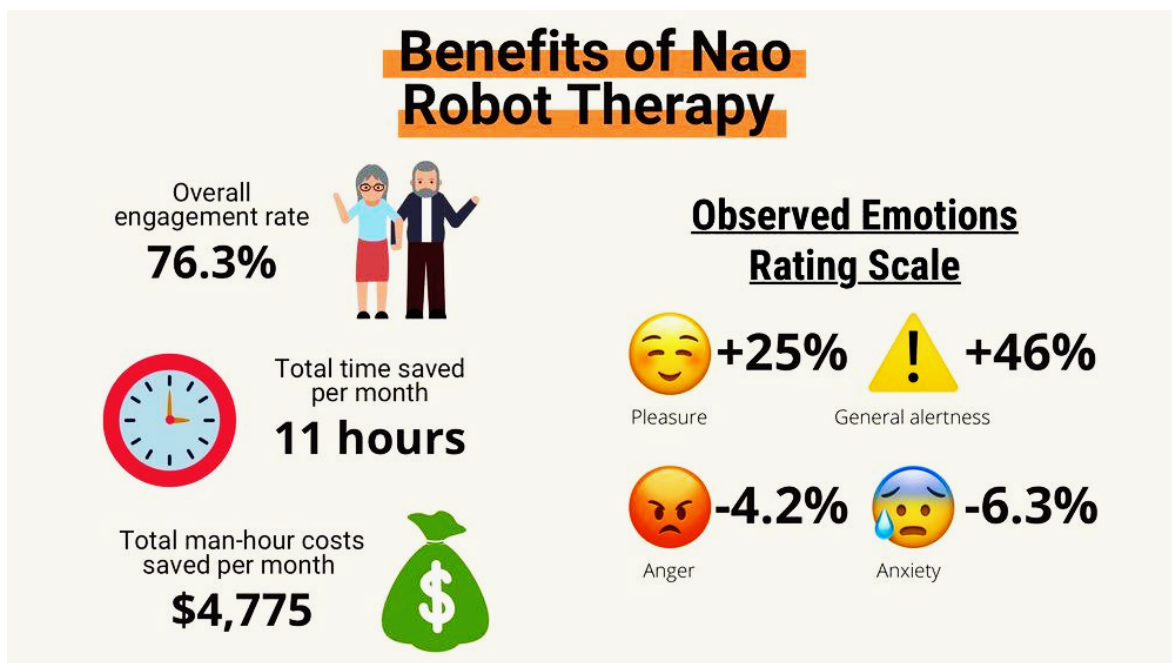 Benefits of Nao
Robot Therapy
Overall
engagement rate
76.3%
Total time saved
per month
11 hours
Total man-hour costs
saved per month
$4,775
$
Observed Emotions
Rating Scale
+25%
Pleasure
!
+46%
General alertness
-4.2%
Anger
-6.3%
Anxiety